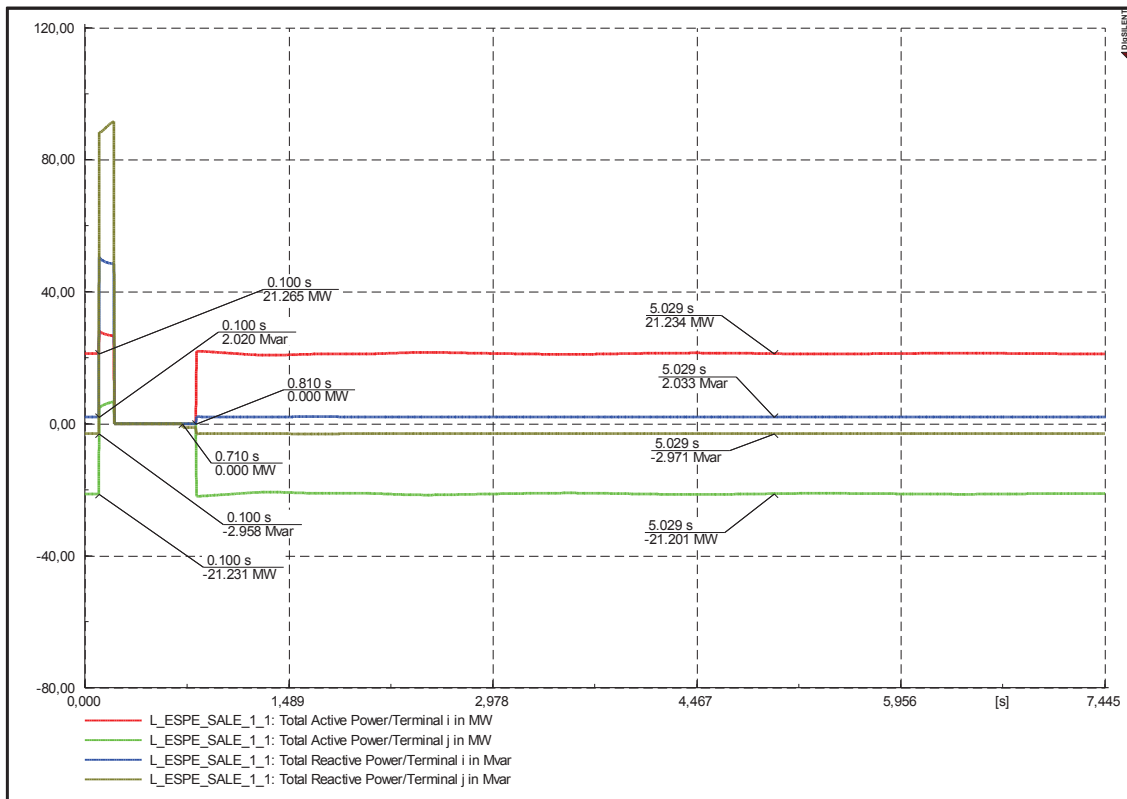 DIgSILENT
120,00
80,00
40,00
0,00
-40,00
-80,00
0.100 s
21.265 MW
0.100 s
2.020 Mvar
0.810 s
0.000 MW
0.710 s
0.000 MW
0.100 s
-2.958 Mvar
0.100 s
-21.231 MW
5.029 s
21.234 MW
5.029 s
2.033 Mvar
5.029 s
-2.971 Mvar
5.029 s
-21.201 MW
0,000 1,489 2,978 4,467 5,956 [s] 7,445
L_ESPE_SALE_1_1: Total Active Power/Terminal i in MW
L_ESPE_SALE_1_1: Total Active Power/Terminal j in MW
L_ESPE_SALE_1_1: Total Reactive Power/Terminal i in Mvar
L_ESPE_SALE_1_1: Total Reactive Power/Terminal j in Mvar